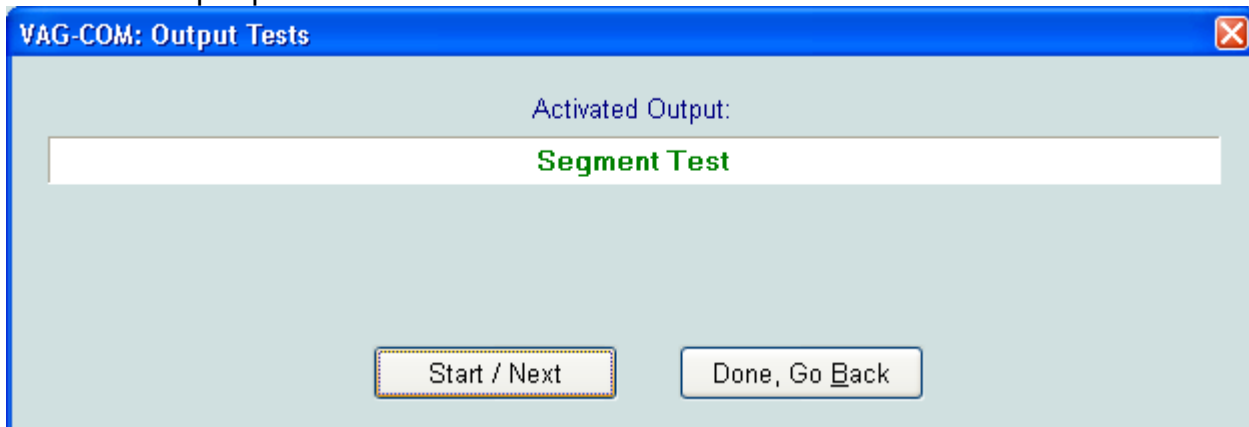 VAG-COM: Output Tests
Activated Output:
Segment Test
Start / Next
Done, Go Back